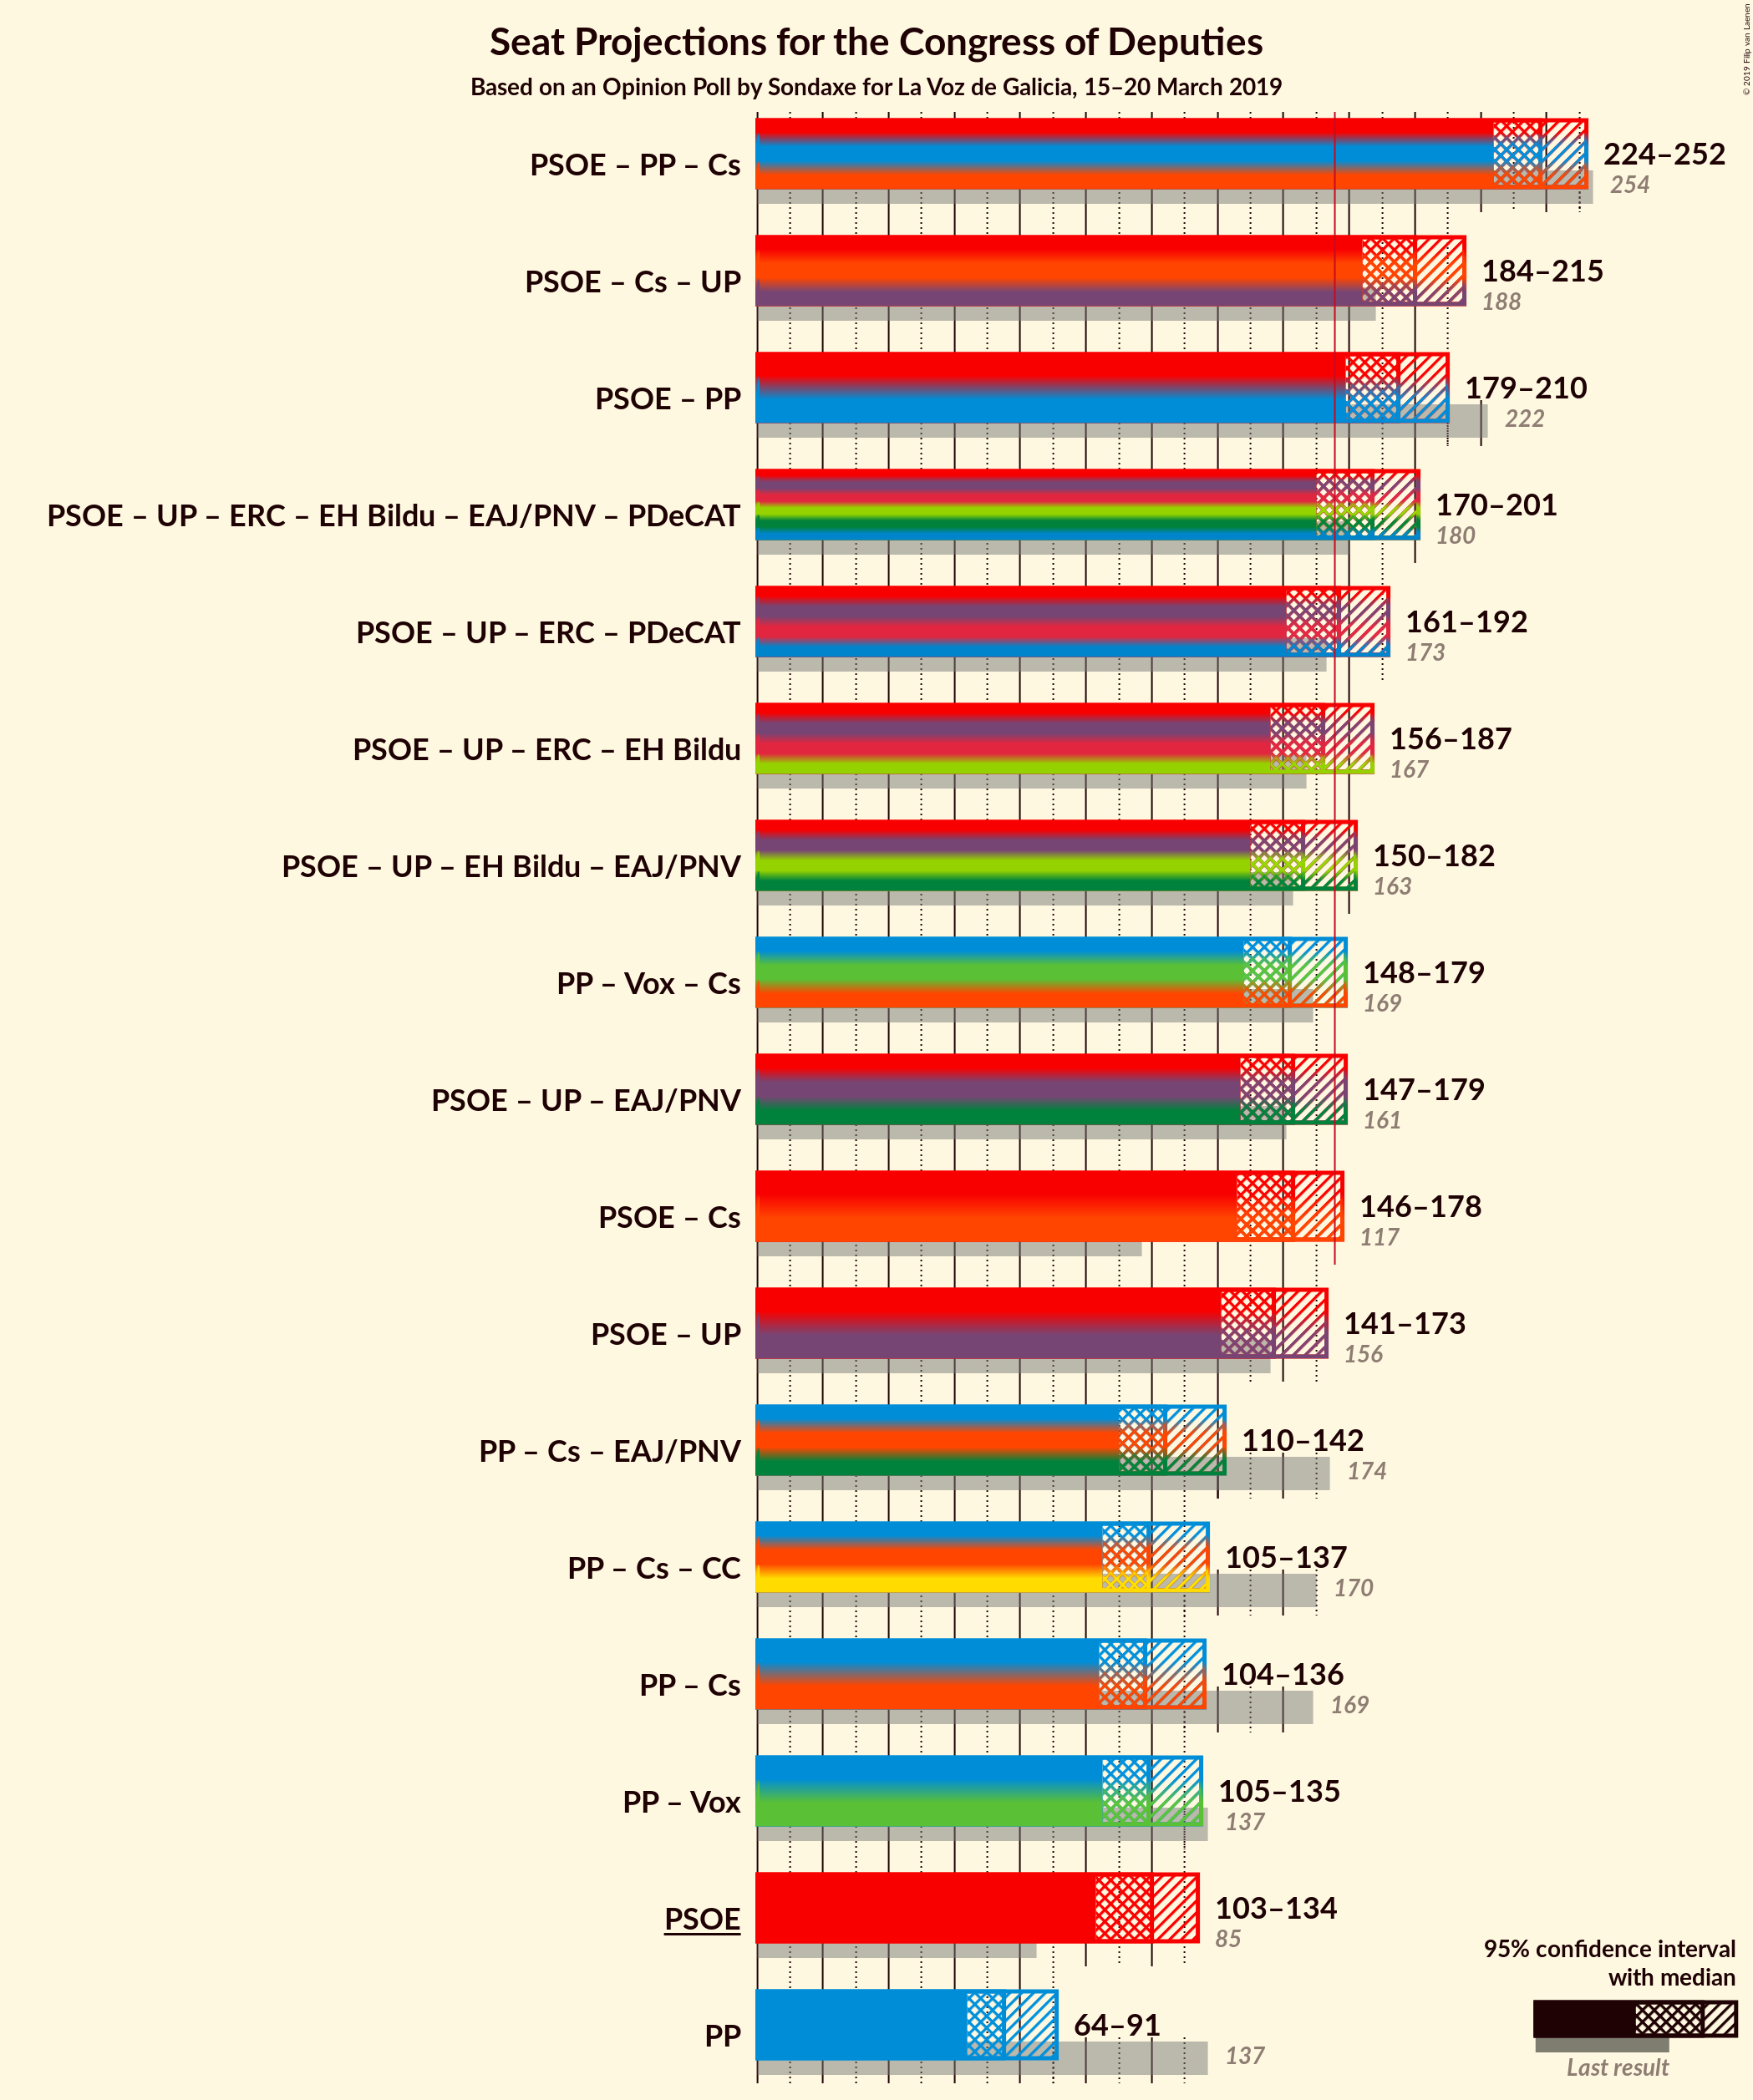 Seat Projections for the Congress of Deputies
Based on an Opinion Poll by Sondaxe for La Voz de Galicia, 15–20 March 2019
© 2019 Filip van Laenen
PSOE – PP – Cs
224–252
254
PSOE – Cs – UP
184–215
188
PSOE – PP
179–210
222
PSOE – UP – ERC – EH Bildu – EAJ/PNV – PDeCAT
170–201
180
PSOE – UP – ERC – PDeCAT
161–192
173
PSOE – UP – ERC – EH Bildu
156–187
167
PSOE – UP – EH Bildu – EAJ/PNV
150–182
163
PP – Vox – Cs
148–179
169
PSOE – UP – EAJ/PNV
147–179
161
PSOE – Cs
146–178
117
PSOE – UP
141–173
156
PP – Cs – EAJ/PNV
110–142
174
PP – Cs – CC
105–137
170
PP – Cs
104–136
169
PP – Vox
105–135
137
PSOE
103–134
85
PP
64–91
137
95% confidence interval
with median
Last result